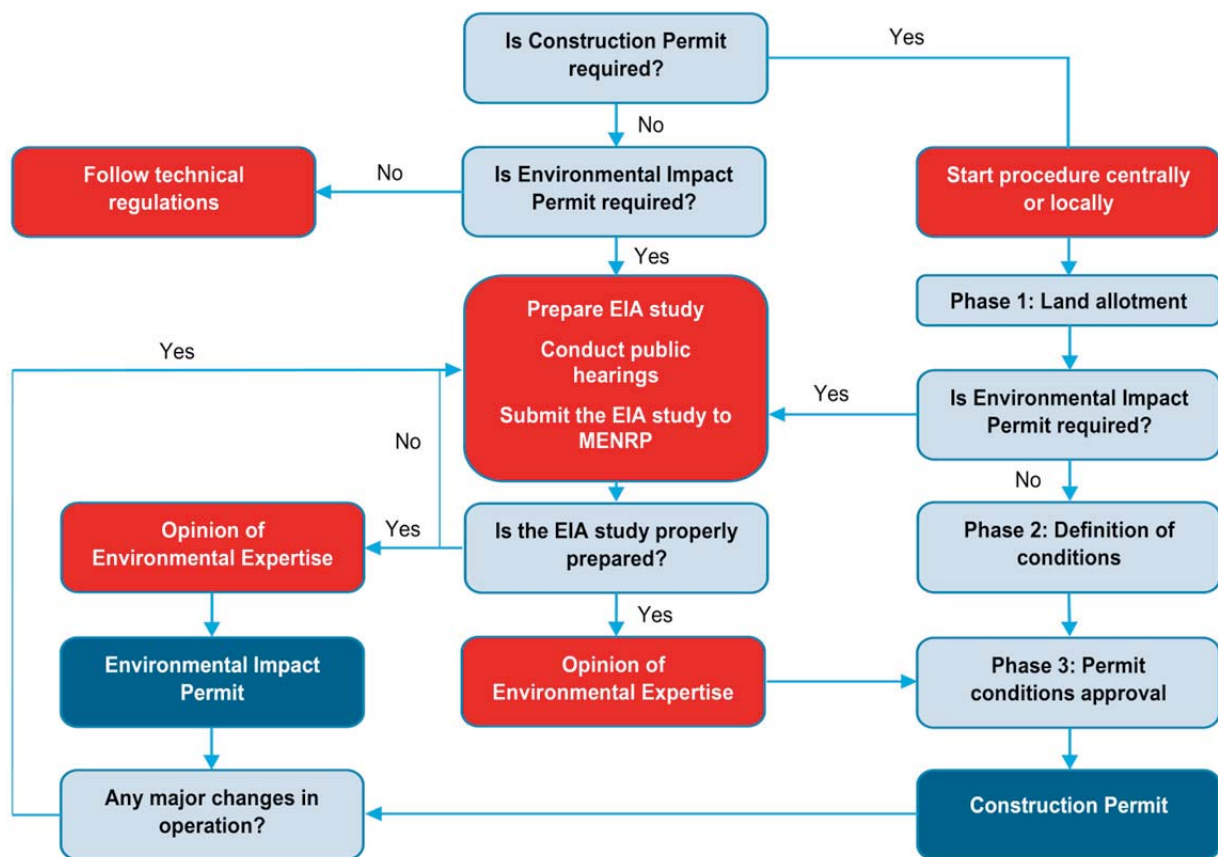 Is Construction Permit
required?
Yes
No
Follow technical
regulations
No
Is Environmental Impact
Permit required?
Start procedure centrally
or locally
Yes
Prepare EIA study
Conduct public
hearings
Submit the EIA study to
MENRP
Phase 1: Land allotment
Yes
Yes
Is Environmental Impact
Permit required?
No
No
Opinion of
Environmental Expertise
Yes
Is the EIA study properly
prepared?
Phase 2: Definition of
conditions
Yes
Environmental Impact
Permit
Opinion of
Environmental Expertise
Phase 3: Permit
conditions approval
Any major changes in
operation?
Construction Permit